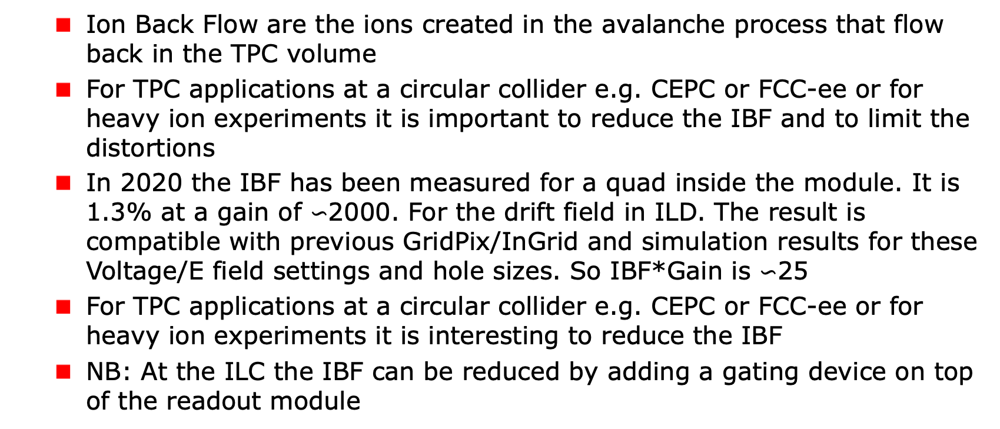 Ion Back Flow are the ions created in the avalanche process that flow
back in the TPC volume
For TPC applications at a circular collider e.g. CEPC or FCC-ee or for
heavy ion experiments it is important to reduce the IBF and to limit the
distortions
In 2020 the IBF has been measured for a quad inside the module. It is
1.3% at a gain of ∽2000. For the drift field in ILD. The result is
compatible with previous GridPix/InGrid and simulation results for these
Voltage/E field settings and hole sizes. So IBF*Gain is ∽25
For TPC applications at a circular collider e.g. CEPC or FCC-ee or for
heavy ion experiments it is interesting to reduce the IBF
NB: At the ILC the IBF can be reduced by adding a gating device on top
of the readout module